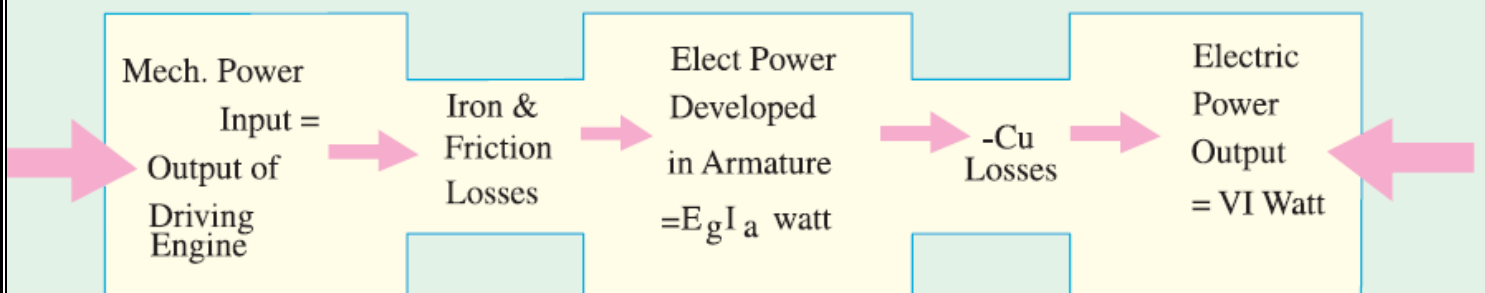 Mech. Power
Input =
Output of
Driving
Engine
Iron &
Friction
Losses
Elect Power
Developed
in Armature
=EgIa watt
-Cu
Losses
Electric
Power
Output
= VI Watt